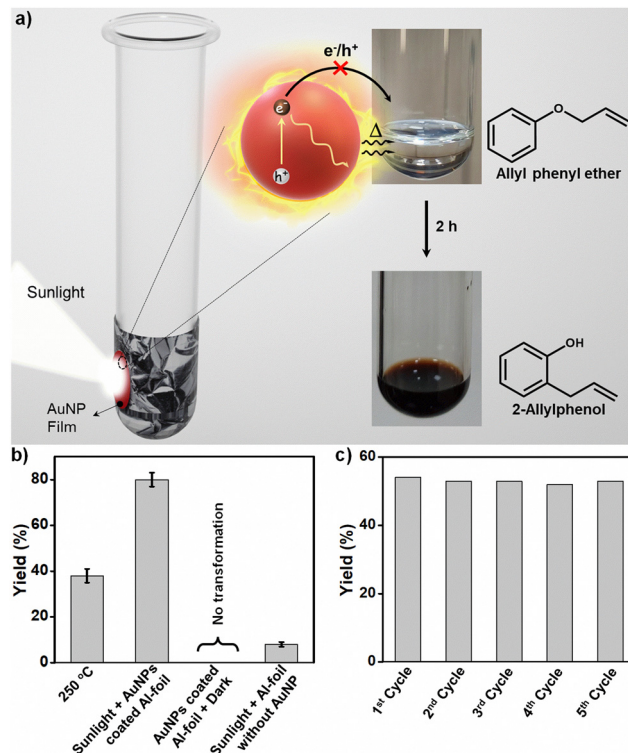 a)
e-/h+
e-
h+
Δ
O
Allyl phenyl ether
2 h
Sunlight
AuNP
Film
OH
2-Allylphenol
b)
Yield (%)
80
60
40
20
0
No transformation
250 °C
Sunlight + AuNPs
coated Al-foil
AuNPs coated
Al-foil + Dark
Sunlight + Al-foil
without AuNP
c)
Yield (%)
60
40
20
0
1st Cycle
2nd Cycle
3rd Cycle
4th Cycle
5th Cycle